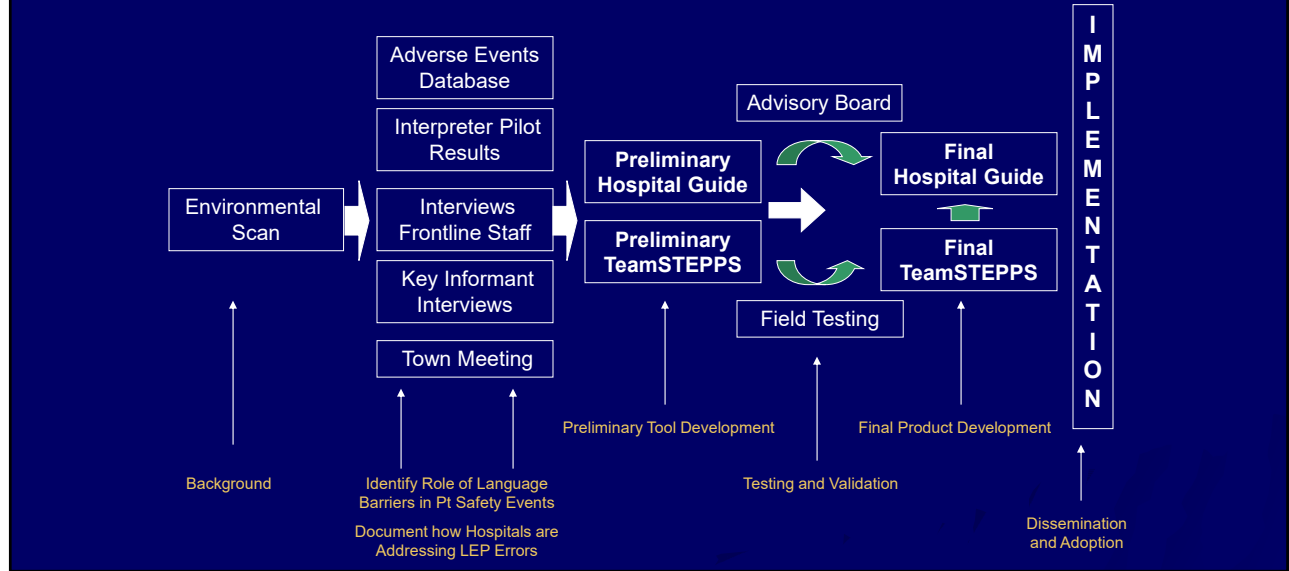 Environmental
Scan
Adverse Events
Database
Interpreter Pilot
Results
Interviews
Frontline Staff
Key Informant
Interviews
Town Meeting
Preliminary
Hospital Guide
Preliminary
TeamSTEPPS
Advisory Board
Field Testing
Final
Hospital Guide
Final
TeamSTEPPS
IMPLEMENTATION
Background
Identify Role of Language
Barriers in Pt Safety Events
Document how Hospitals are
Addressing LEP Errors
Preliminary Tool Development
Testing and Validation
Final Product Development
Dissemination
and Adoption